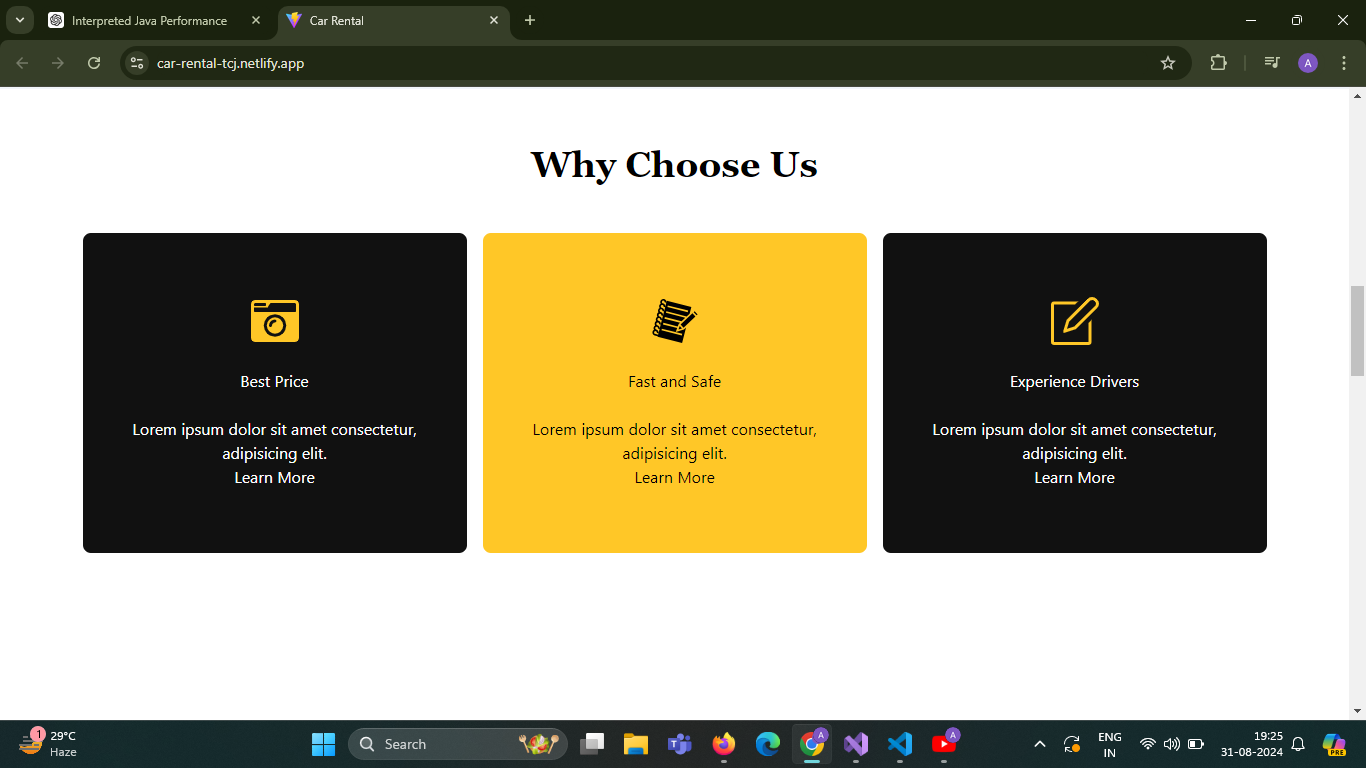 Interpreted Java Performance
Car Rental
car-rental-tcj.netlify.app
A
Why Choose Us
Best Price
Lorem ipsum dolor sit amet consectetur,
adipisicing elit.
Learn More
Fast and Safe
Lorem ipsum dolor sit amet consectetur,
adipisicing elit.
Learn More
Experience Drivers
Lorem ipsum dolor sit amet consectetur,
adipisicing elit.
Learn More
1
29°C
Haze
Search
A
A
A
ENG
IN
19:25
31-08-2024
PRE